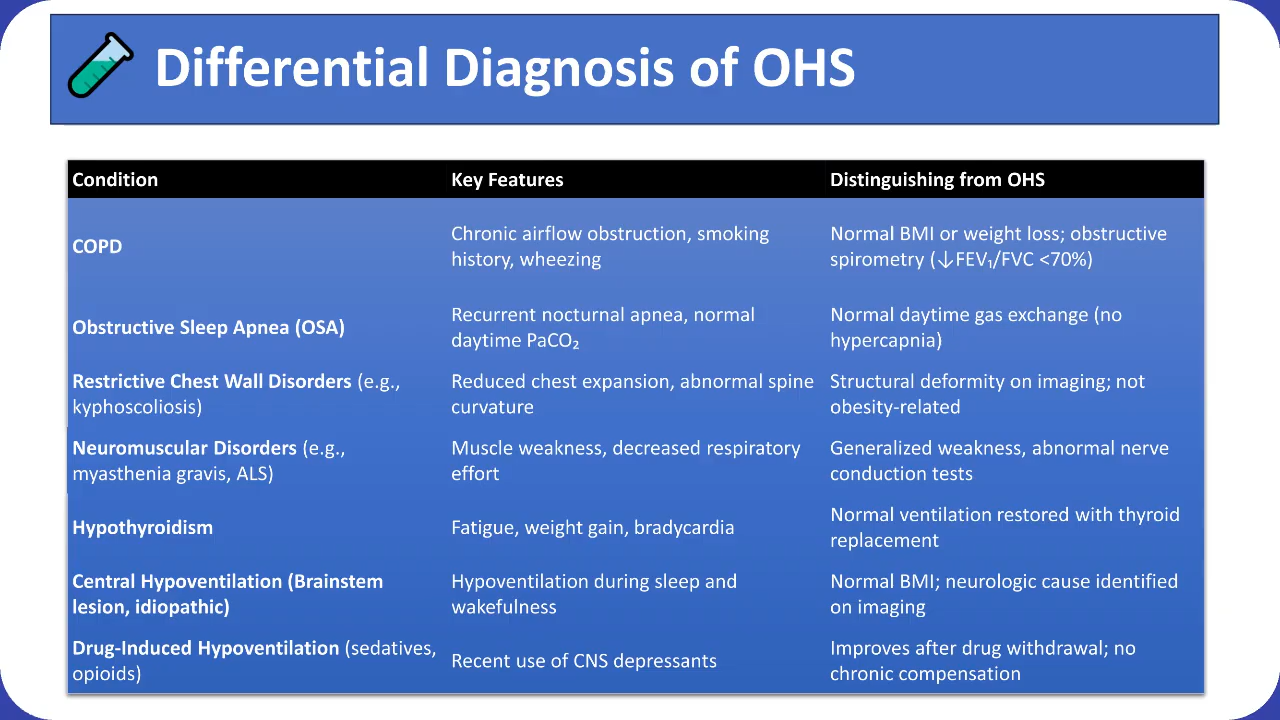 Differential Diagnosis of OHS
Condition
Key Features
Distinguishing from OHS
COPD
Chronic airflow obstruction, smoking
history, wheezing
Normal BMI or weight loss; obstructive
spirometry (↓FEV₁/FVC <70%)
Obstructive Sleep Apnea (OSA)
Recurrent nocturnal apnea, normal
daytime PaCO₂
Normal daytime gas exchange (no
hypercapnia)
Restrictive Chest Wall Disorders (e.g.,
kyphoscoliosis)
Reduced chest expansion, abnormal spine
curvature
Structural deformity on imaging; not
obesity-related
Neuromuscular Disorders (e.g.,
myasthenia gravis, ALS)
Muscle weakness, decreased respiratory
effort
Generalized weakness, abnormal nerve
conduction tests
Hypothyroidism
Fatigue, weight gain, bradycardia
Normal ventilation restored with thyroid
replacement
Central Hypoventilation (Brainstem
lesion, idiopathic)
Hypoventilation during sleep and
wakefulness
Normal BMI; neurologic cause identified
on imaging
Drug-Induced Hypoventilation (sedatives,
opioids)
Recent use of CNS depressants
Improves after drug withdrawal; no
chronic compensation